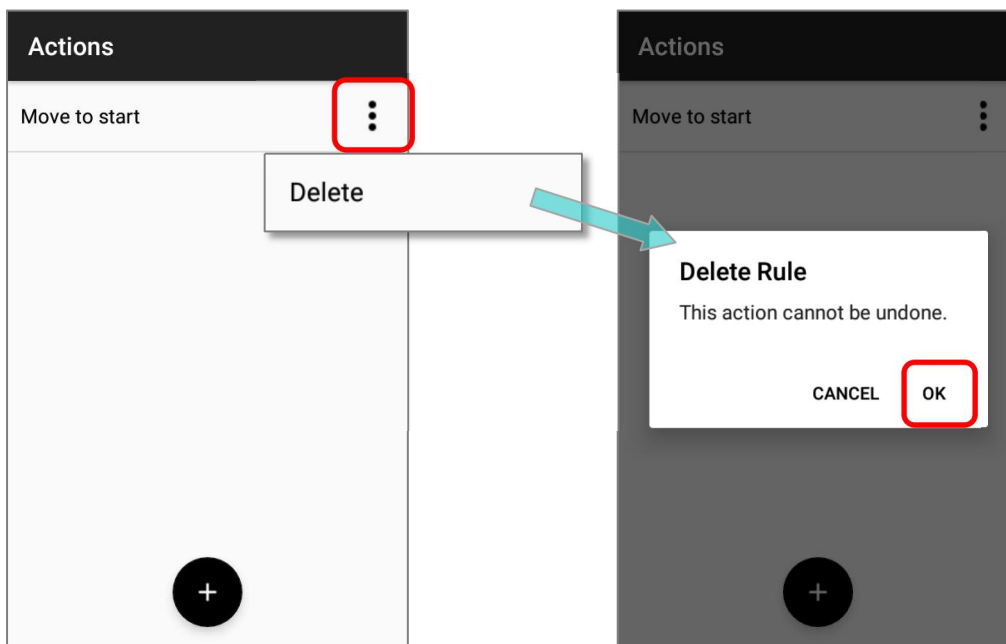 Actions
Move to start
Delete
Actions
Move to start
Delete Rule
This action cannot be undone.
CANCEL OK